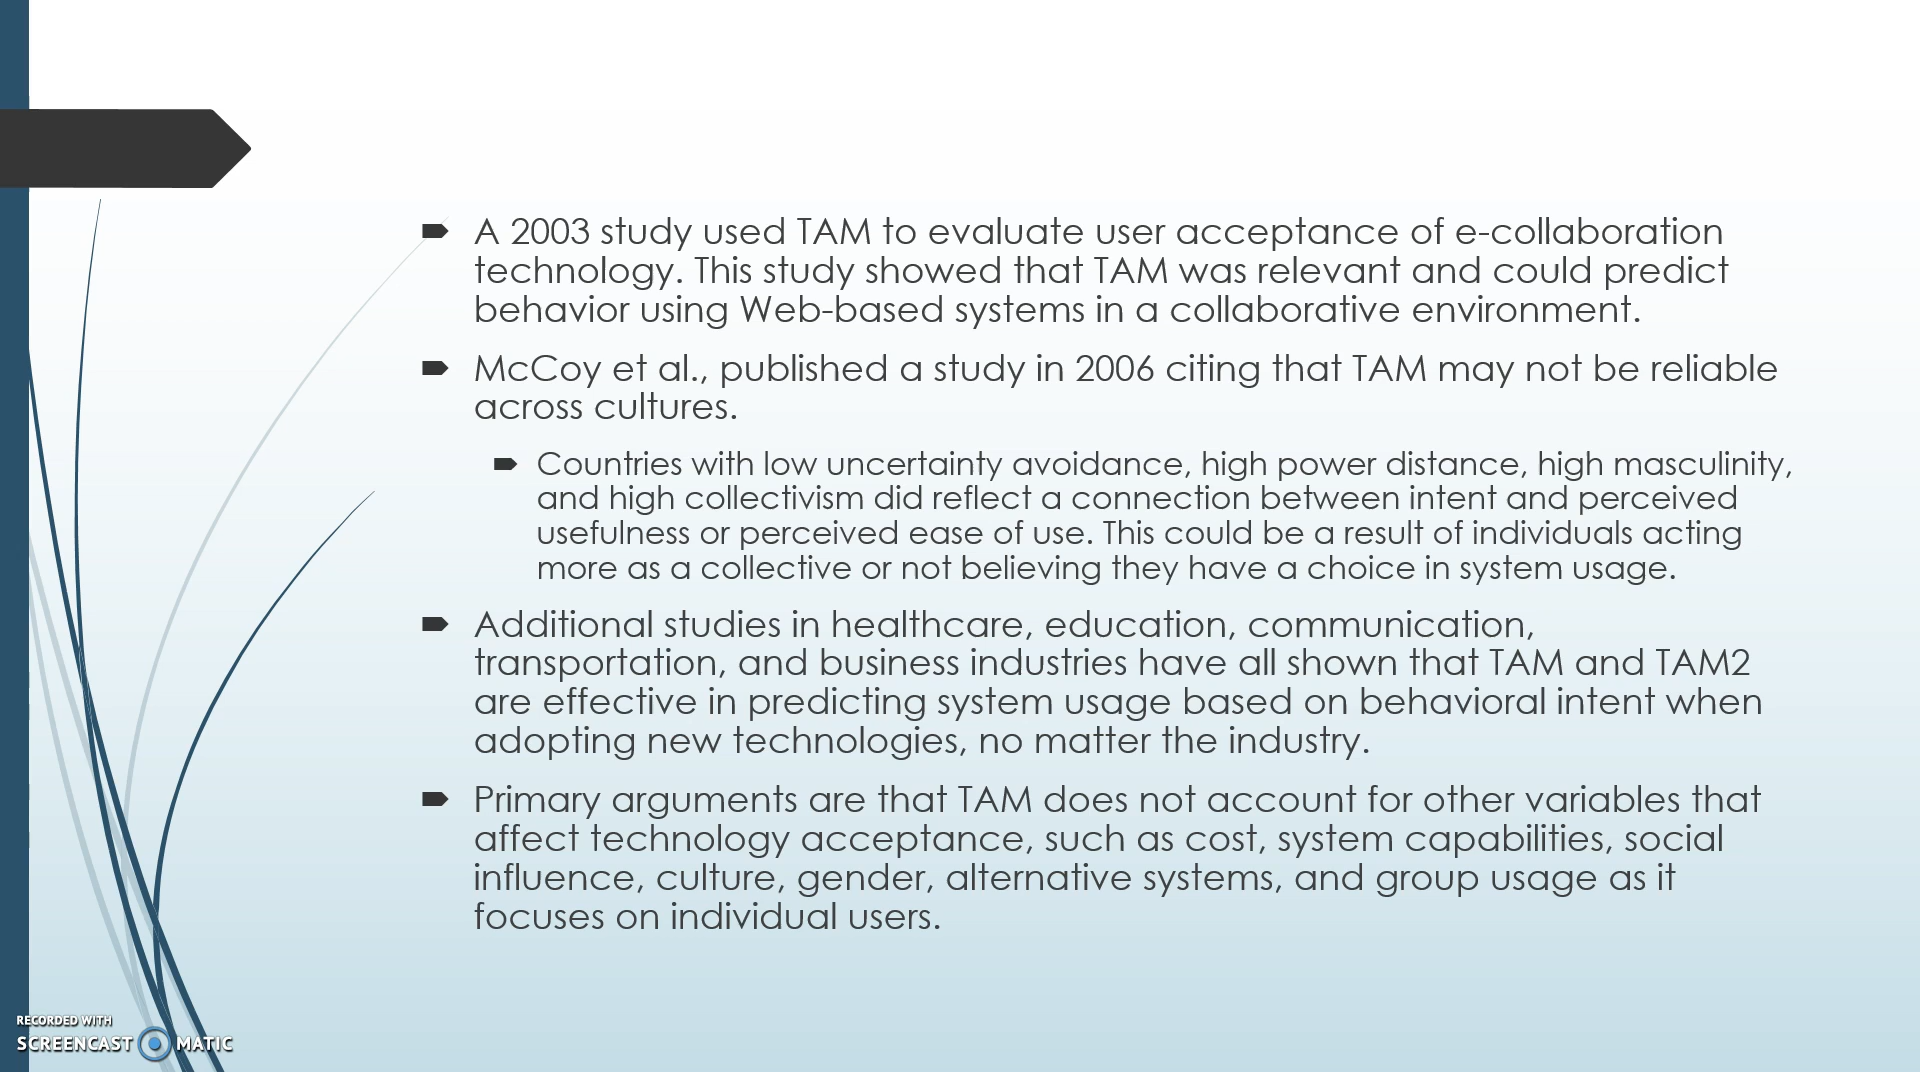 A 2003 study used TAM to evaluate user acceptance of e-collaboration
technology. This study showed that TAM was relevant and could predict
behavior using Web-based systems in a collaborative environment.
McCoy et al., published a study in 2006 citing that TAM may not be reliable
across cultures.
Countries with low uncertainty avoidance, high power distance, high masculinity,
and high collectivism did reflect a connection between intent and perceived
usefulness or perceived ease of use. This could be a result of individuals acting
more as a collective or not believing they have a choice in system usage.
Additional studies in healthcare, education, communication,
transportation, and business industries have all shown that TAM and TAM2
are effective in predicting system usage based on behavioral intent when
adopting new technologies, no matter the industry.
Primary arguments are that TAM does not account for other variables that
affect technology acceptance, such as cost, system capabilities, social
influence, culture, gender, alternative systems, and group usage as it
focuses on individual users.
RECORDED WITH
SCREENCAST MATIC